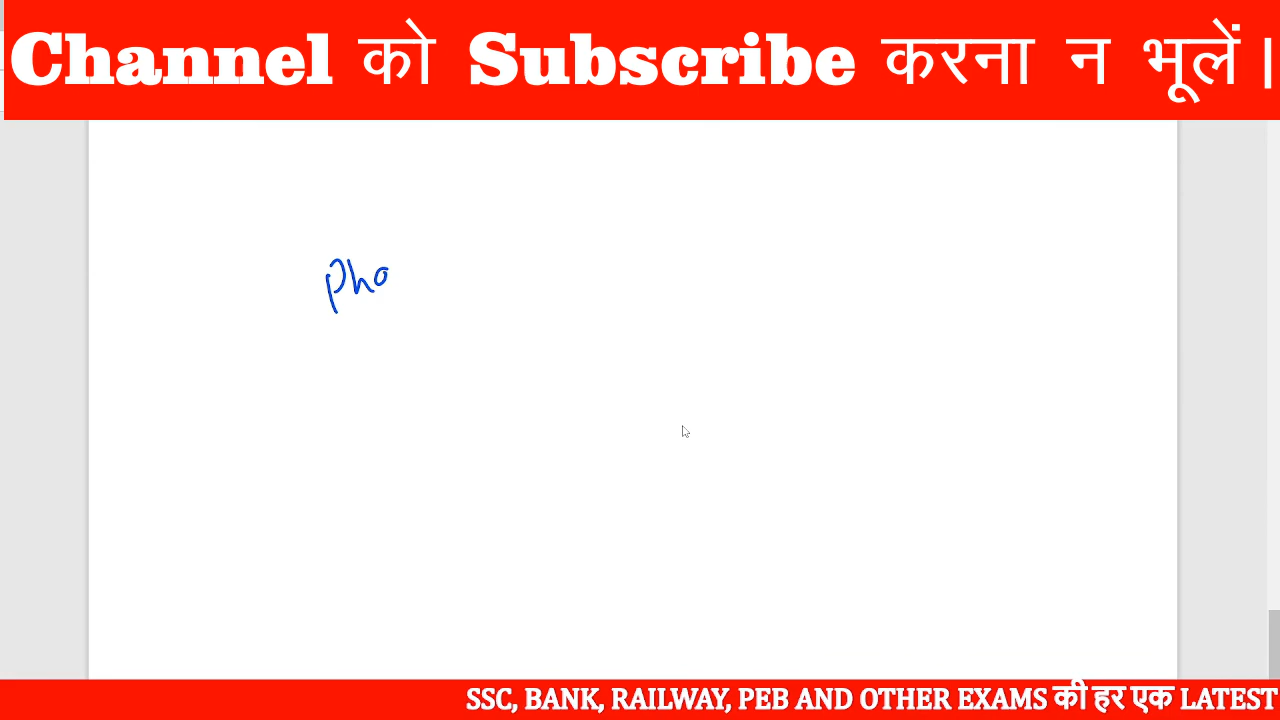 Channel को Subscribe करना न भूलें।
Pho
SSC, BANK, RAILWAY, PEB AND OTHER EXAMS की हर एक LATEST